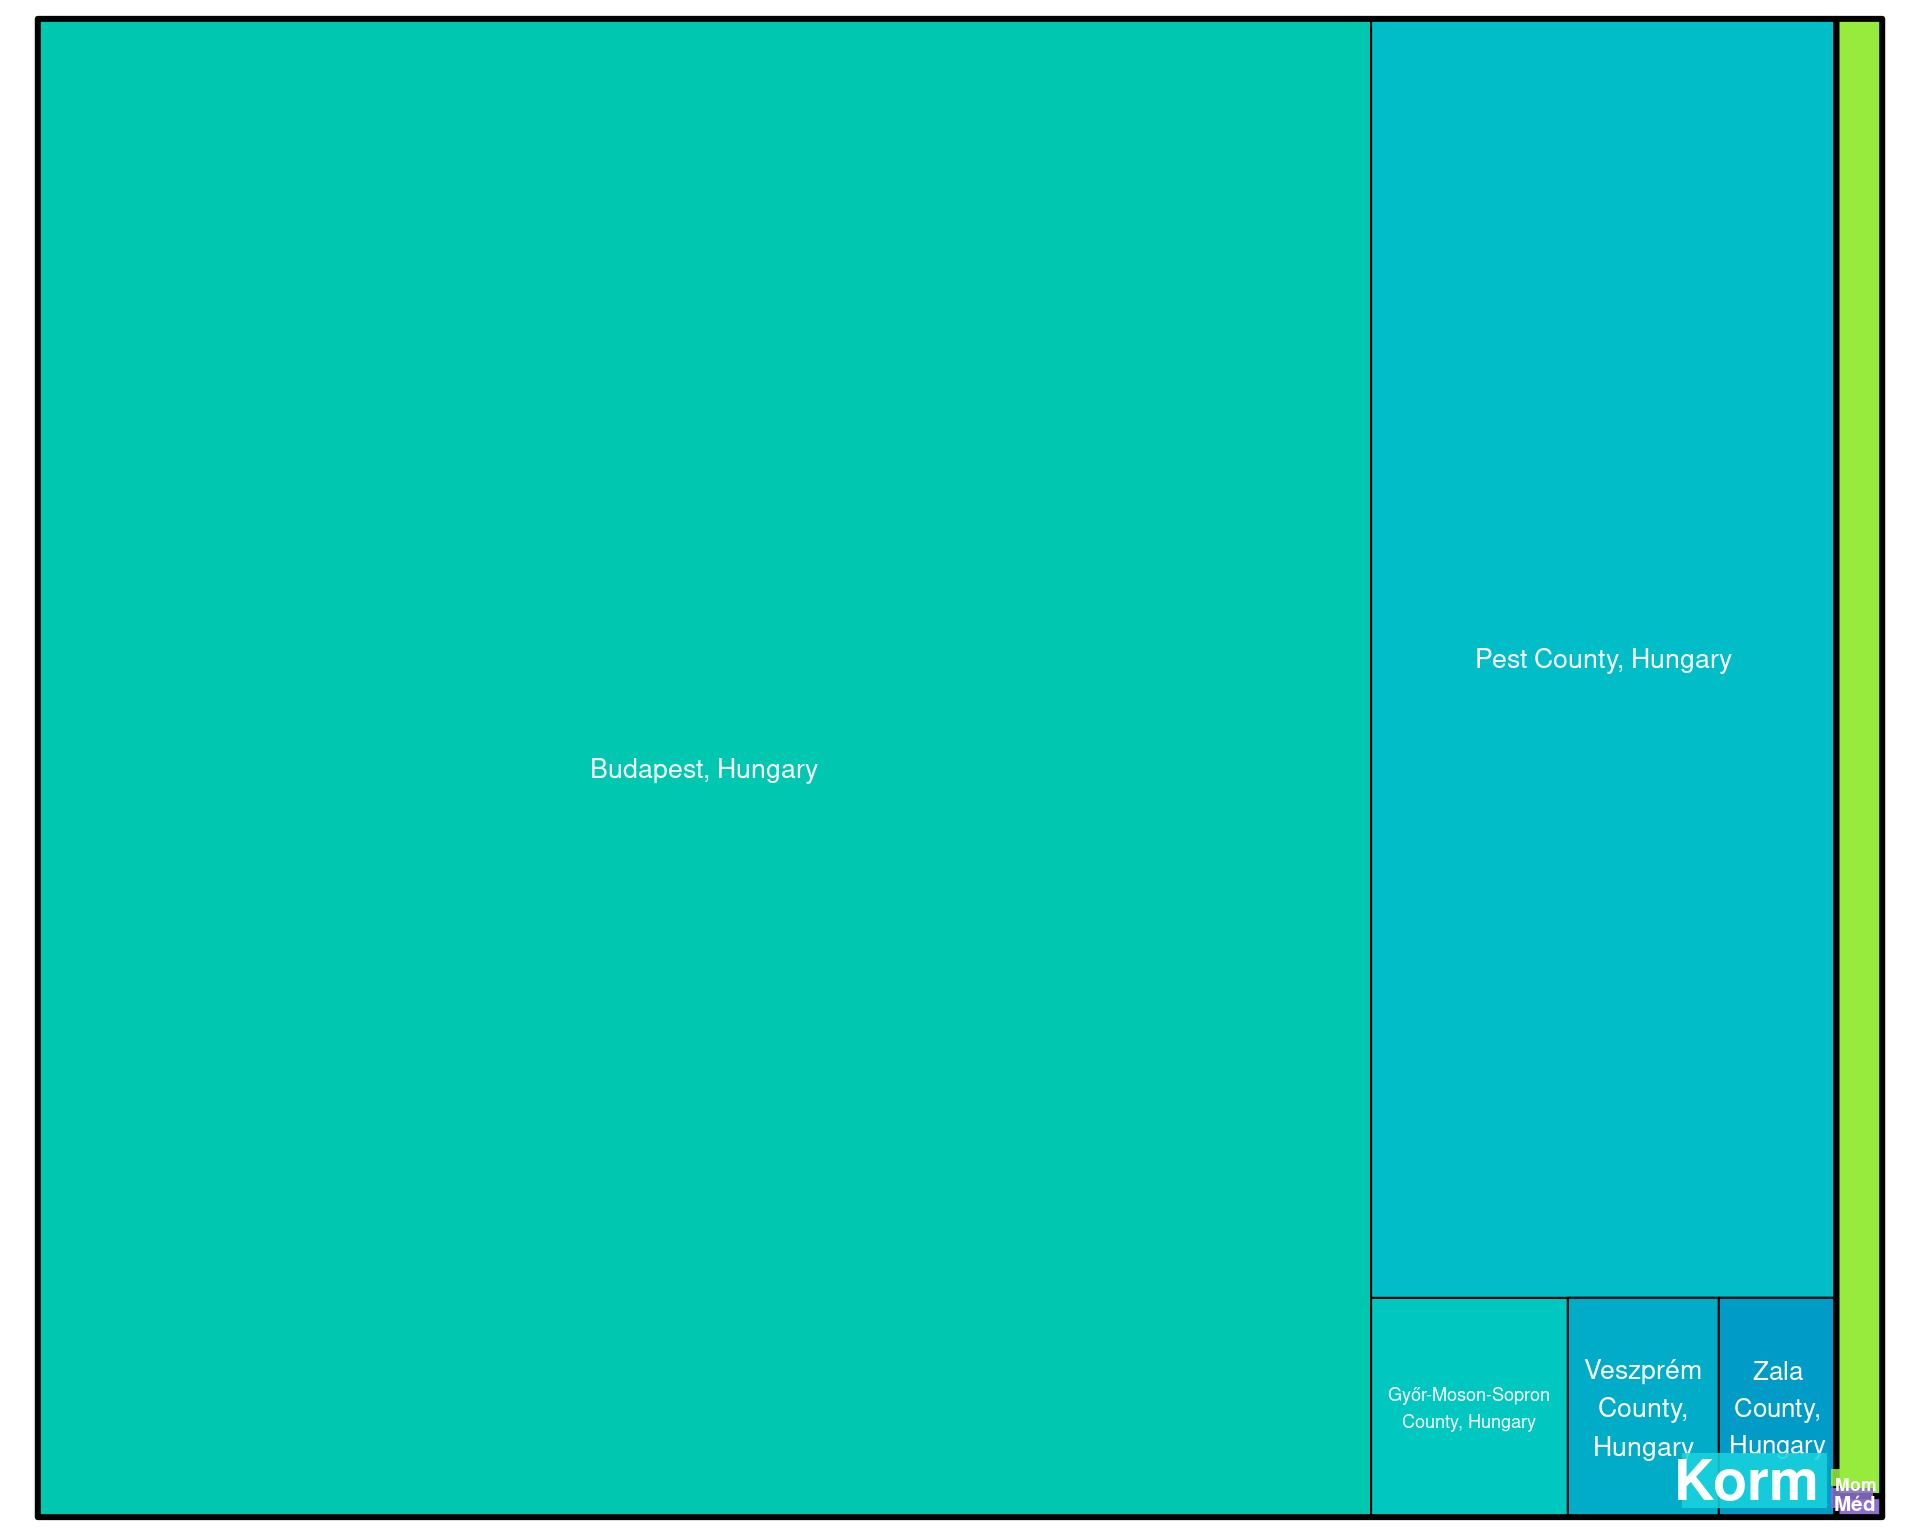 Budapest, Hungary
Pest County, Hungary
Győr-Moson-Sopron
County, Hungary
Veszprém
County,
Hungary
Zala
County,
Hungary
Korm
Mom
Méd